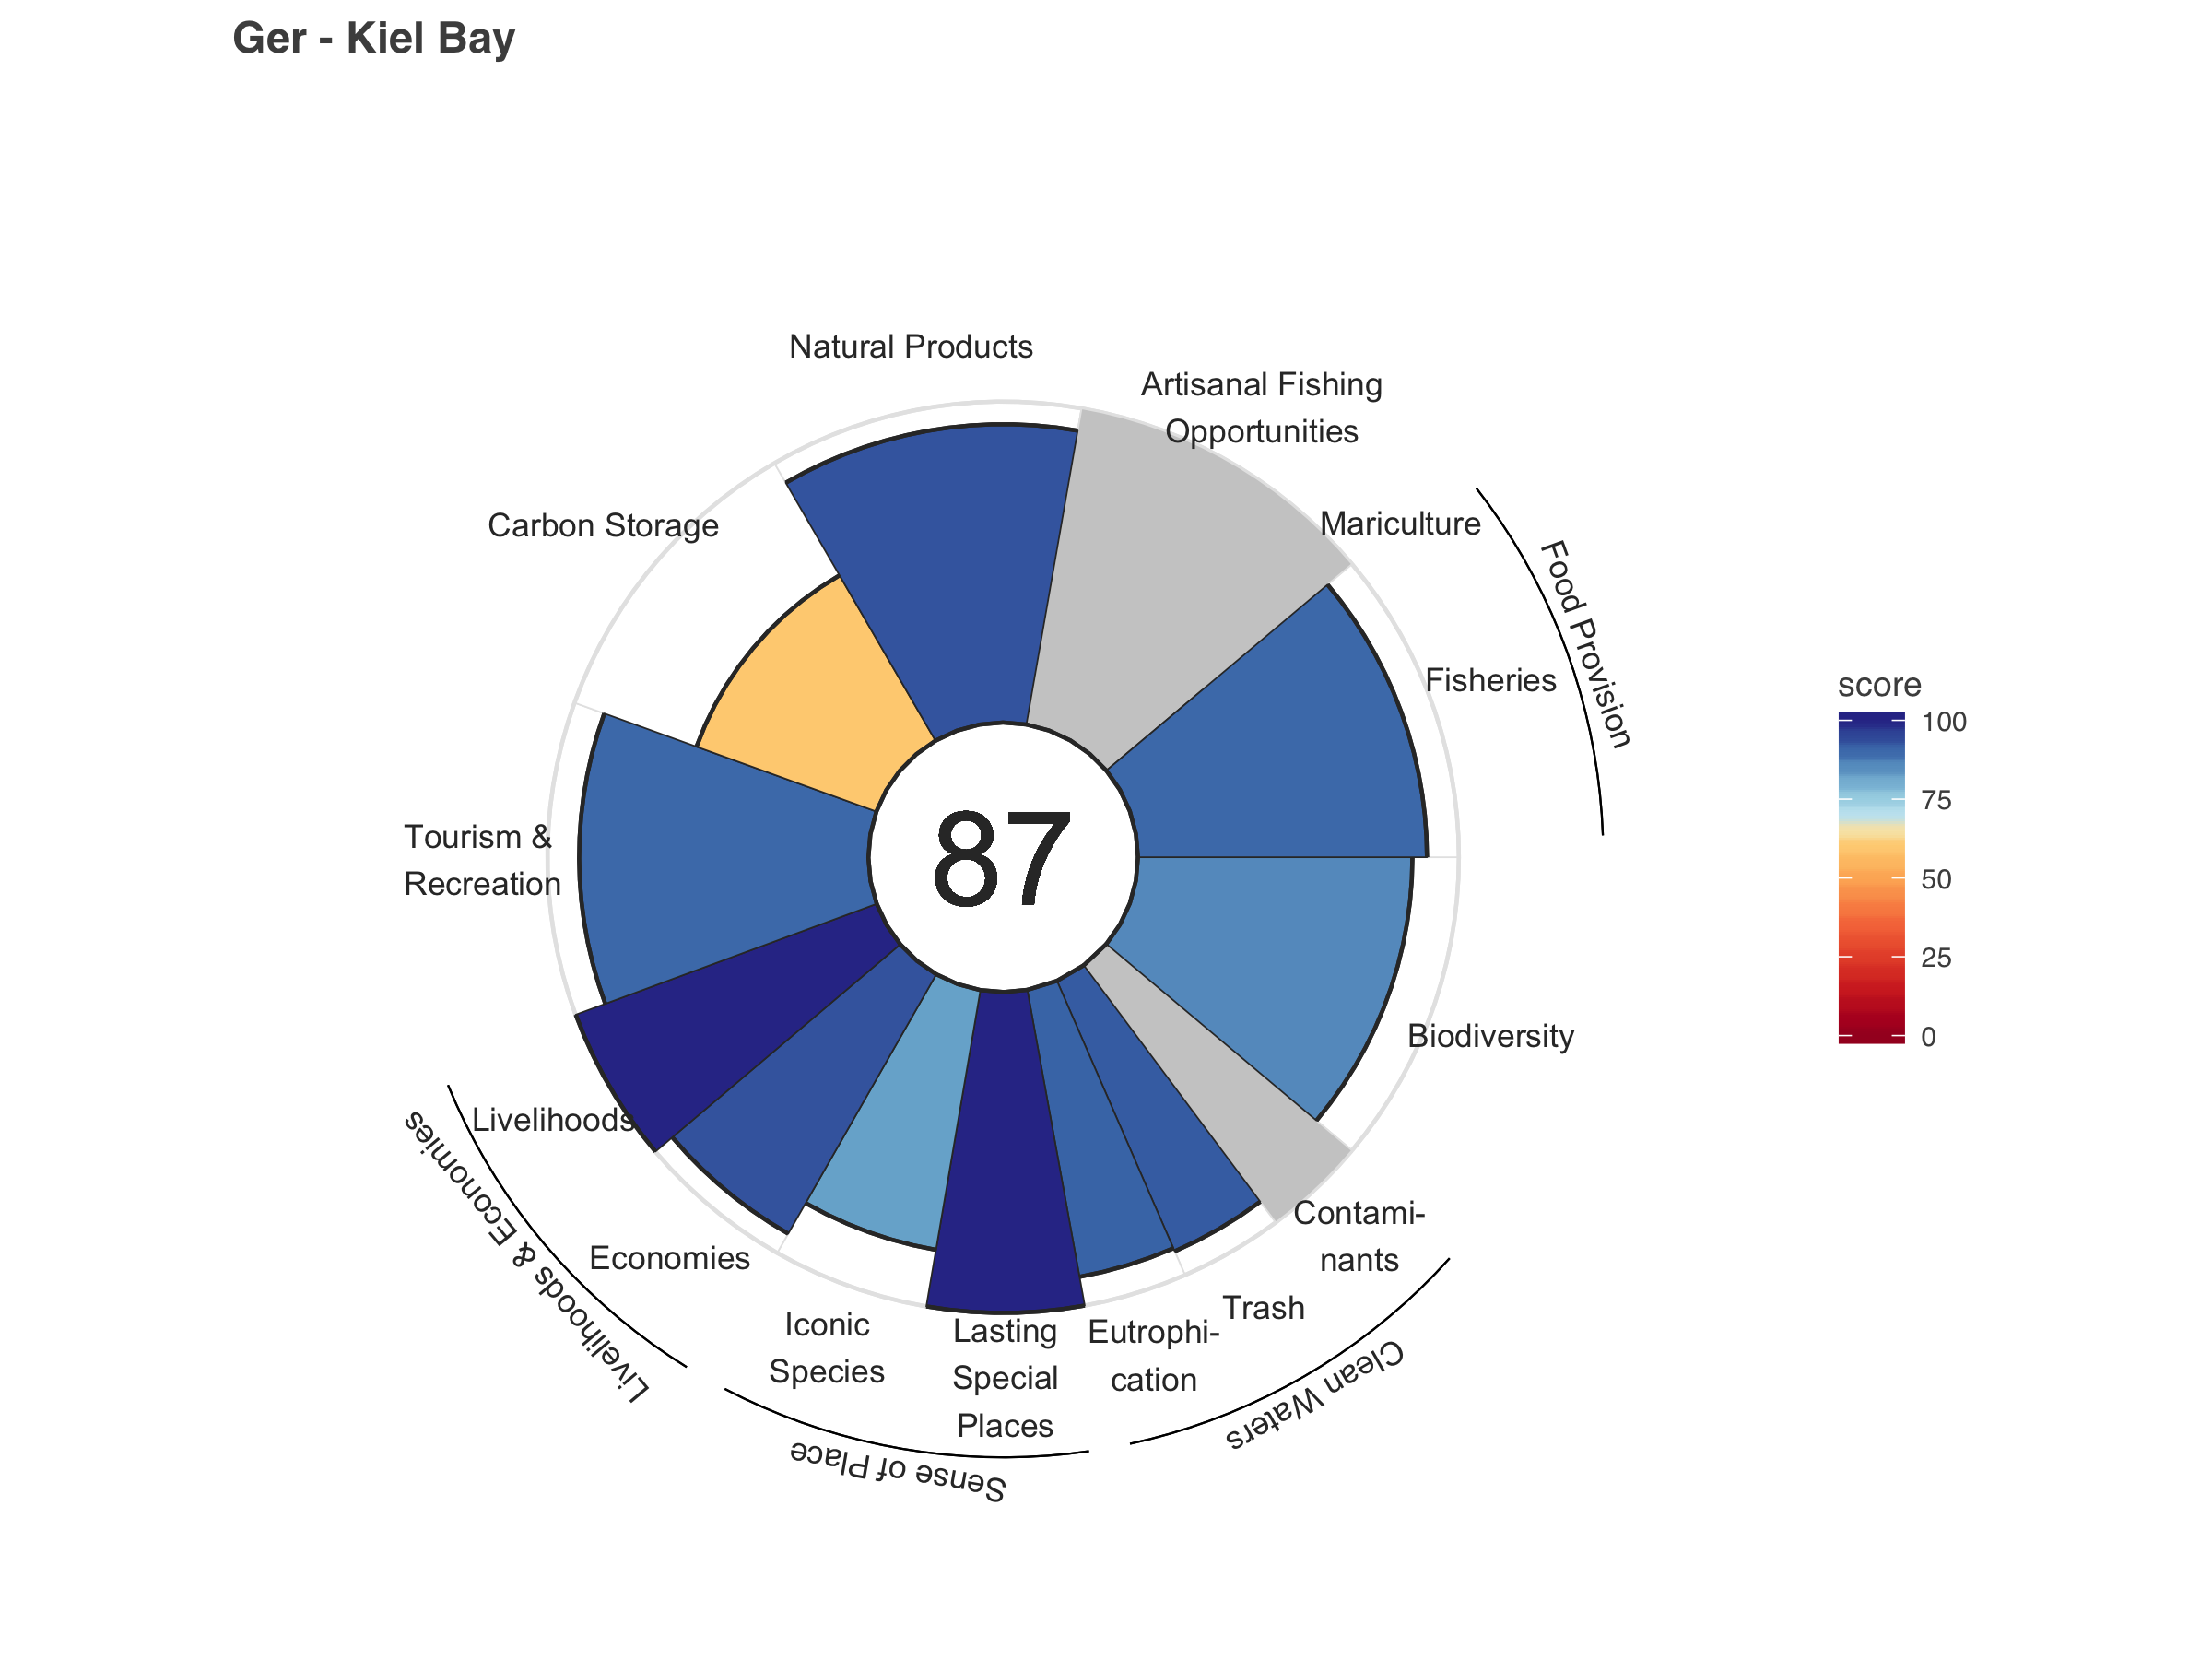 Ger - Kiel Bay
Natural Products
Artisanal Fishing
Opportunities
Mariculture
Carbon Storage
Food Provision
Fisheries
score
100
75
50
25
0
87
Tourism &
Recreation
Biodiversity
Livelihoods
Livelihoods & Economies
Economies
Contami-
nants
Trash
Iconic
Species
Lasting
Special
Places
Eutrophi-
cation
Clean Waters
Sense of Place